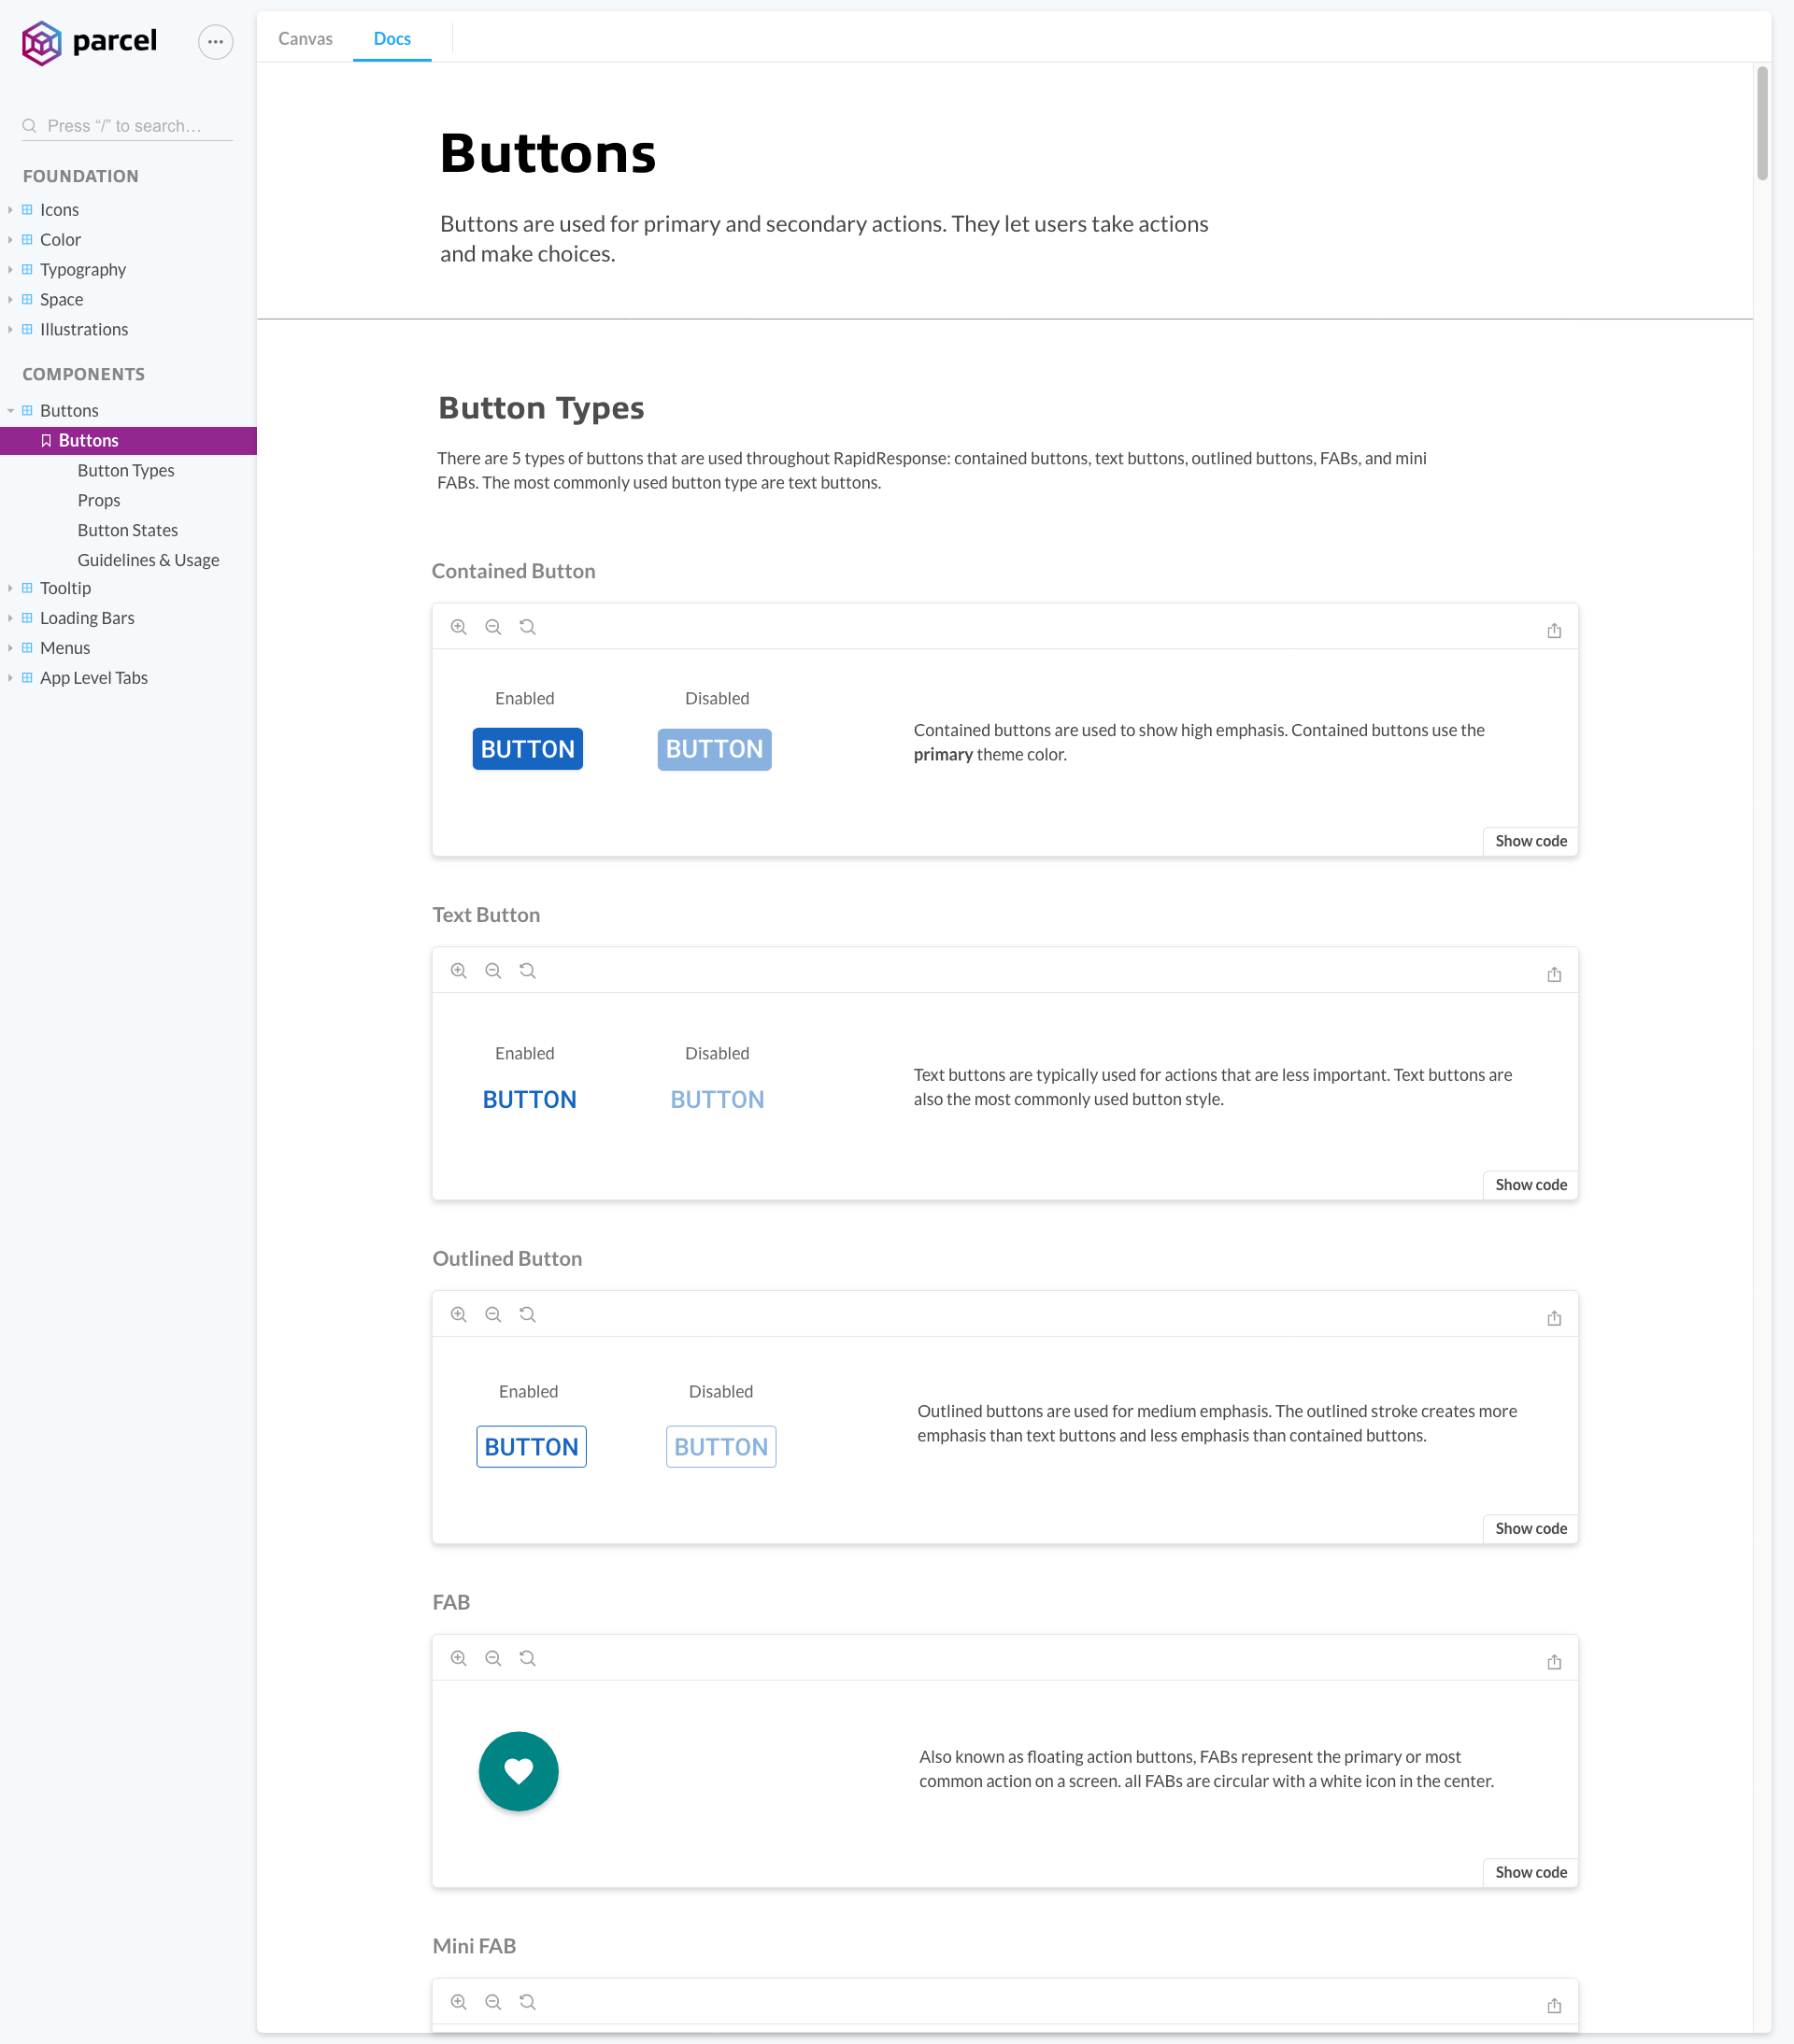 parcel
Press “/” to search…
FOUNDATION
Icons
Color
Typography
Space
Illustrations
COMPONENTS
Buttons
Buttons
Button Types
Props
Button States
Guidelines & Usage
Tooltip
Loading Bars
Menus
App Level Tabs
Canvas
Docs
Buttons
Buttons are used for primary and secondary actions. They let users take actions
and make choices.
Button Types
There are 5 types of buttons that are used throughout RapidResponse: contained buttons, text buttons, outlined buttons, FABs, and mini
FABs. The most commonly used button type are text buttons.
Contained Button
Enabled
Disabled
BUTTON
BUTTON
Contained buttons are used to show high emphasis. Contained buttons use the
primary theme color.
Show code
Text Button
Enabled
Disabled
BUTTON
BUTTON
Text buttons are typically used for actions that are less important. Text buttons are
also the most commonly used button style.
Show code
Outlined Button
Enabled
Disabled
BUTTON
BUTTON
Outlined buttons are used for medium emphasis. The outlined stroke creates more
emphasis than text buttons and less emphasis than contained buttons.
Show code
FAB
Also known as floating action buttons, FABs represent the primary or most
common action on a screen. all FABs are circular with a white icon in the center.
Show code
Mini FAB